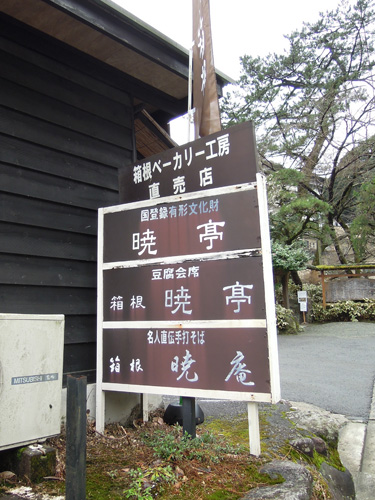 箱根ベーカリー工房
直売店
国登録有形文化財
暁亭
豆腐会席
箱根 暁亭
名人直伝手打そば
箱根 暁庵
MITSUBISHI